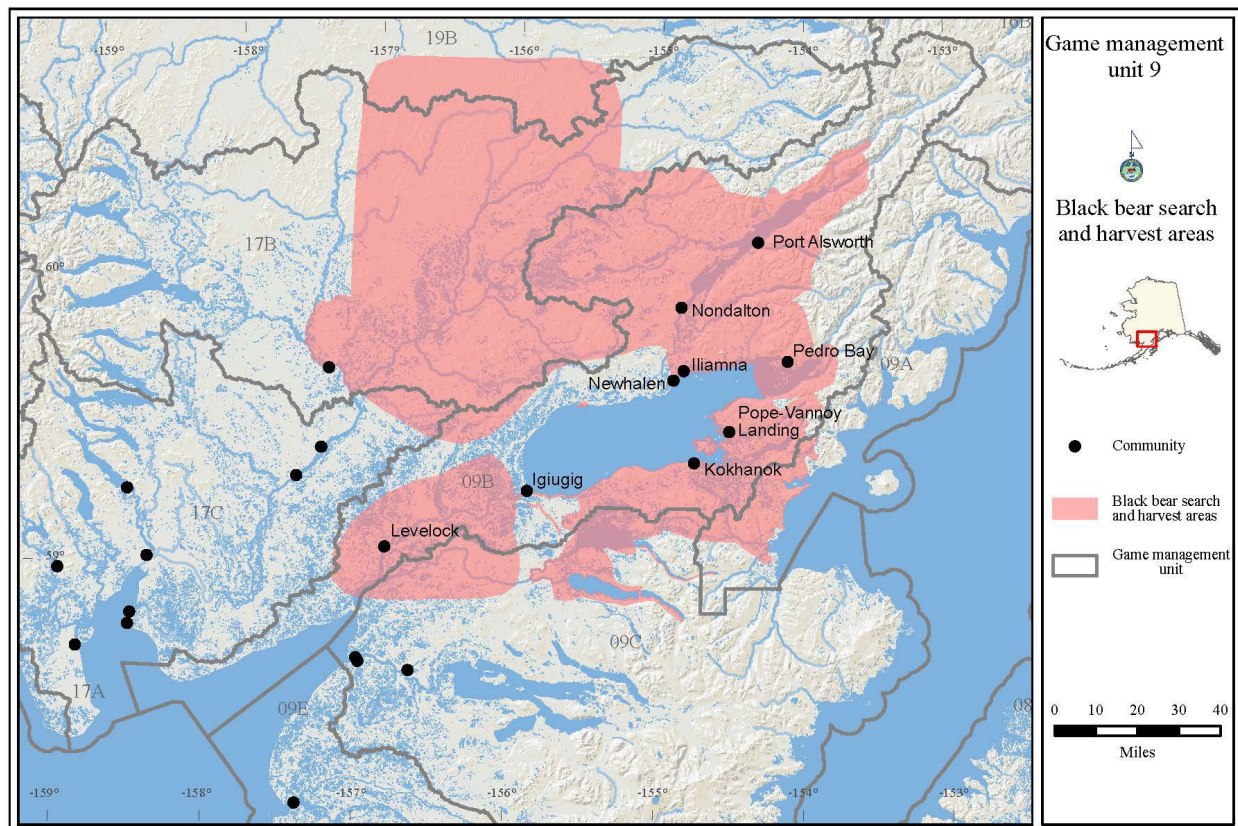 -159°
-158°
-157°
19B
-156°
-155°
-154°
-153°
16B
17B
60°
Port Alsworth
Nondalton
Pedro Bay
Iliamna
Newhalen
09A
Pope-Vannoy
Landing
Kokhanok
09B
Igiugig
17C
Levelock
59°
09C
17A
09E
08
-159°
-158°
-157°
-156°
-155°
-154°
-153°
Game management
unit 9
Black bear search
and harvest areas
Community
Black bear search
and harvest areas
Game management
unit
0 10 20 30 40
Miles